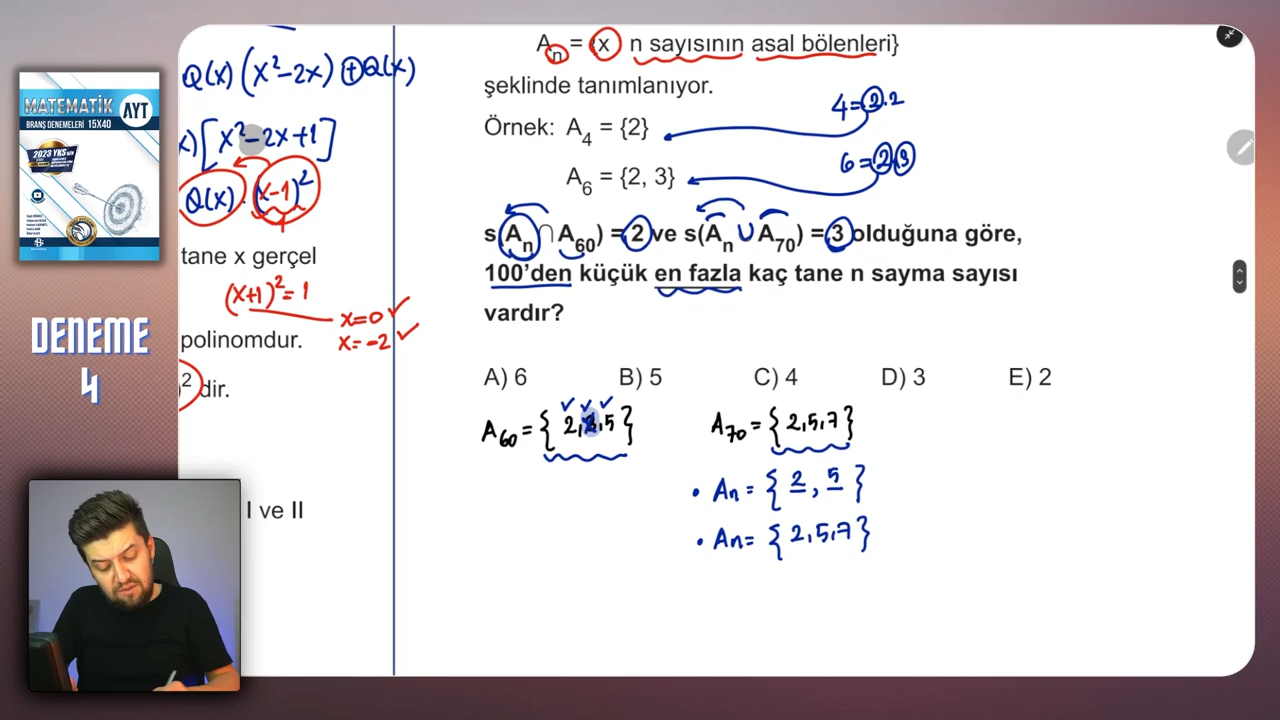 Q(x) (x²-2x) + Q(x)
x) [x²-2x+1]
Q(x) . (x-1)²
tane x gerçel
(x+1)² = 1
x=0 ✓
x=-2 ✓
polinomdur.
)² dir.
I ve II
MATEMATİK AYT
BRANŞ DENEMELERİ 15X40
2023 YKS'NİN
DENEME
4
Aₙ = {x n sayısının asal bölenleri}
şeklinde tanımlanıyor.
4=2.2
Örnek: A₄ = {2}
6=2.3
A₆ = {2, 3}
s(Aₙ ∩ A₆₀) = 2 ve s(Aₙ ∪ A₇₀) = 3 olduğuna göre,
100'den küçük en fazla kaç tane n sayma sayısı
vardır?
A) 6 B) 5 C) 4 D) 3 E) 2
A₆₀ = {2,3,5} A₇₀ = {2,5,7}
• Aₙ = {2, 5}
• Aₙ = {2,5,7}